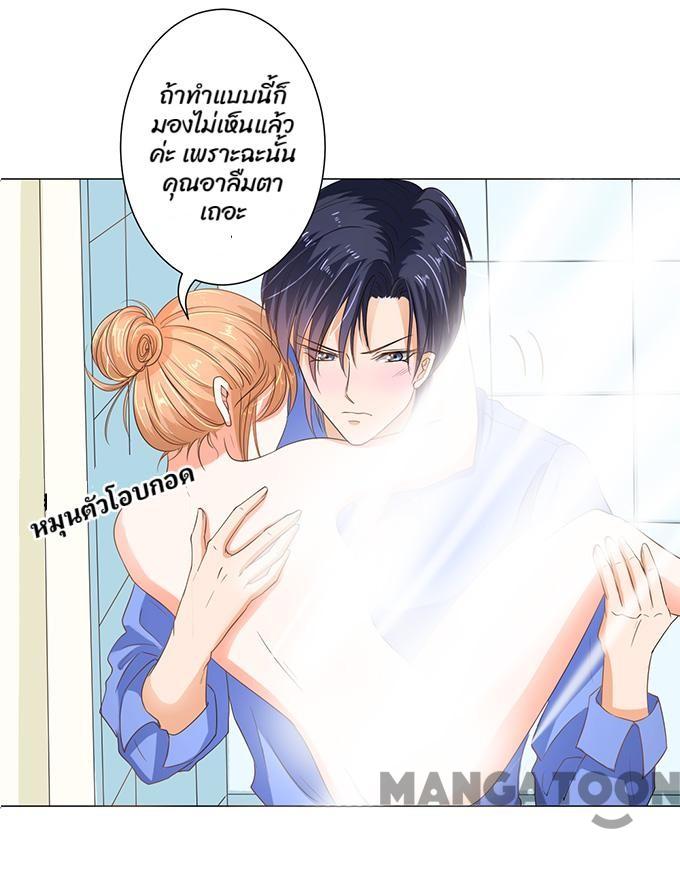 ถ้าทำแบบนี้ก็
มองไม่เห็นแล้ว
ค่ะ เพราะฉะนั้น
คุณอาลืมตา
เถอะ
หมุนตัวโอบกอด
MANGATOON